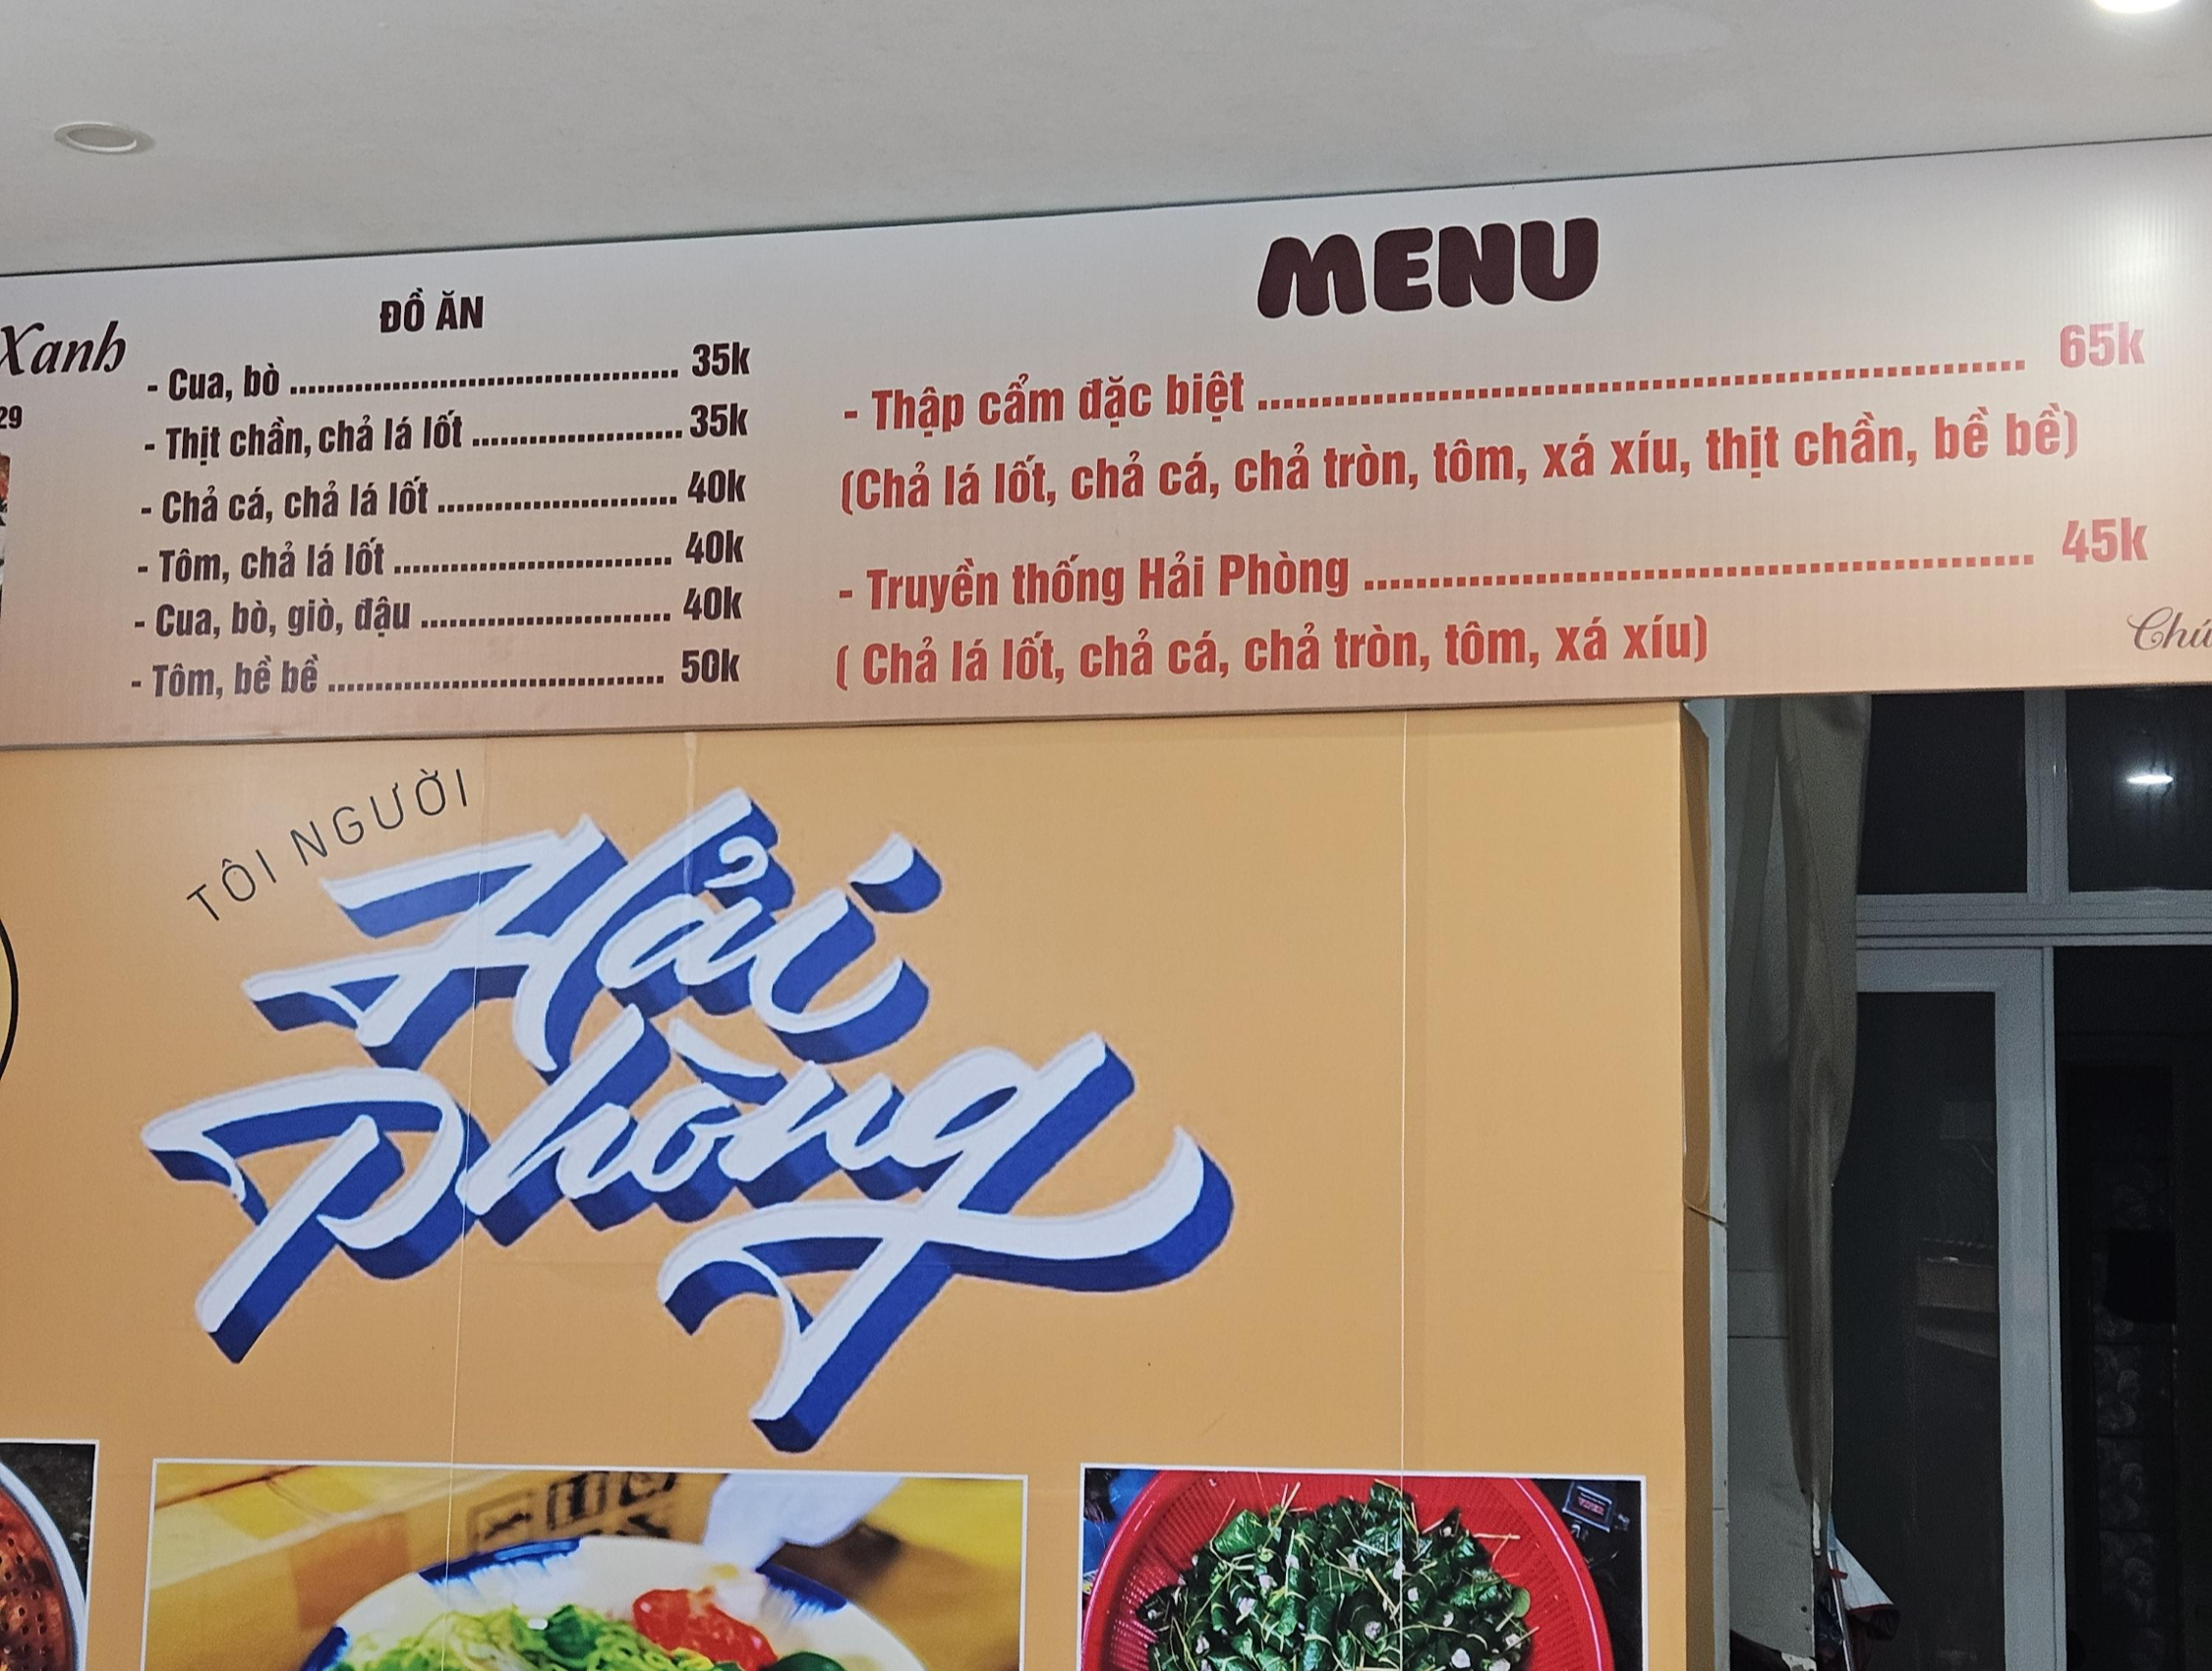 Xanh
29
ĐỒ ĂN
- Cua, bò ........................................ 35k
- Thịt chần, chả lá lốt ...................... 35k
- Chả cá, chả lá lốt ......................... 40k
- Tôm, chả lá lốt ............................. 40k
- Cua, bò, giò, đậu .......................... 40k
- Tôm, bề bề ................................... 50k
MENU
- Thập cẩm đặc biệt ............................................................ 65k
(Chả lá lốt, chả cá, chả tròn, tôm, xá xíu, thịt chần, bề bề)
- Truyền thống Hải Phòng .................................................... 45k
( Chả lá lốt, chả cá, chả tròn, tôm, xá xíu)
Chú
TÔI NGƯỜI
Hải
Phòng